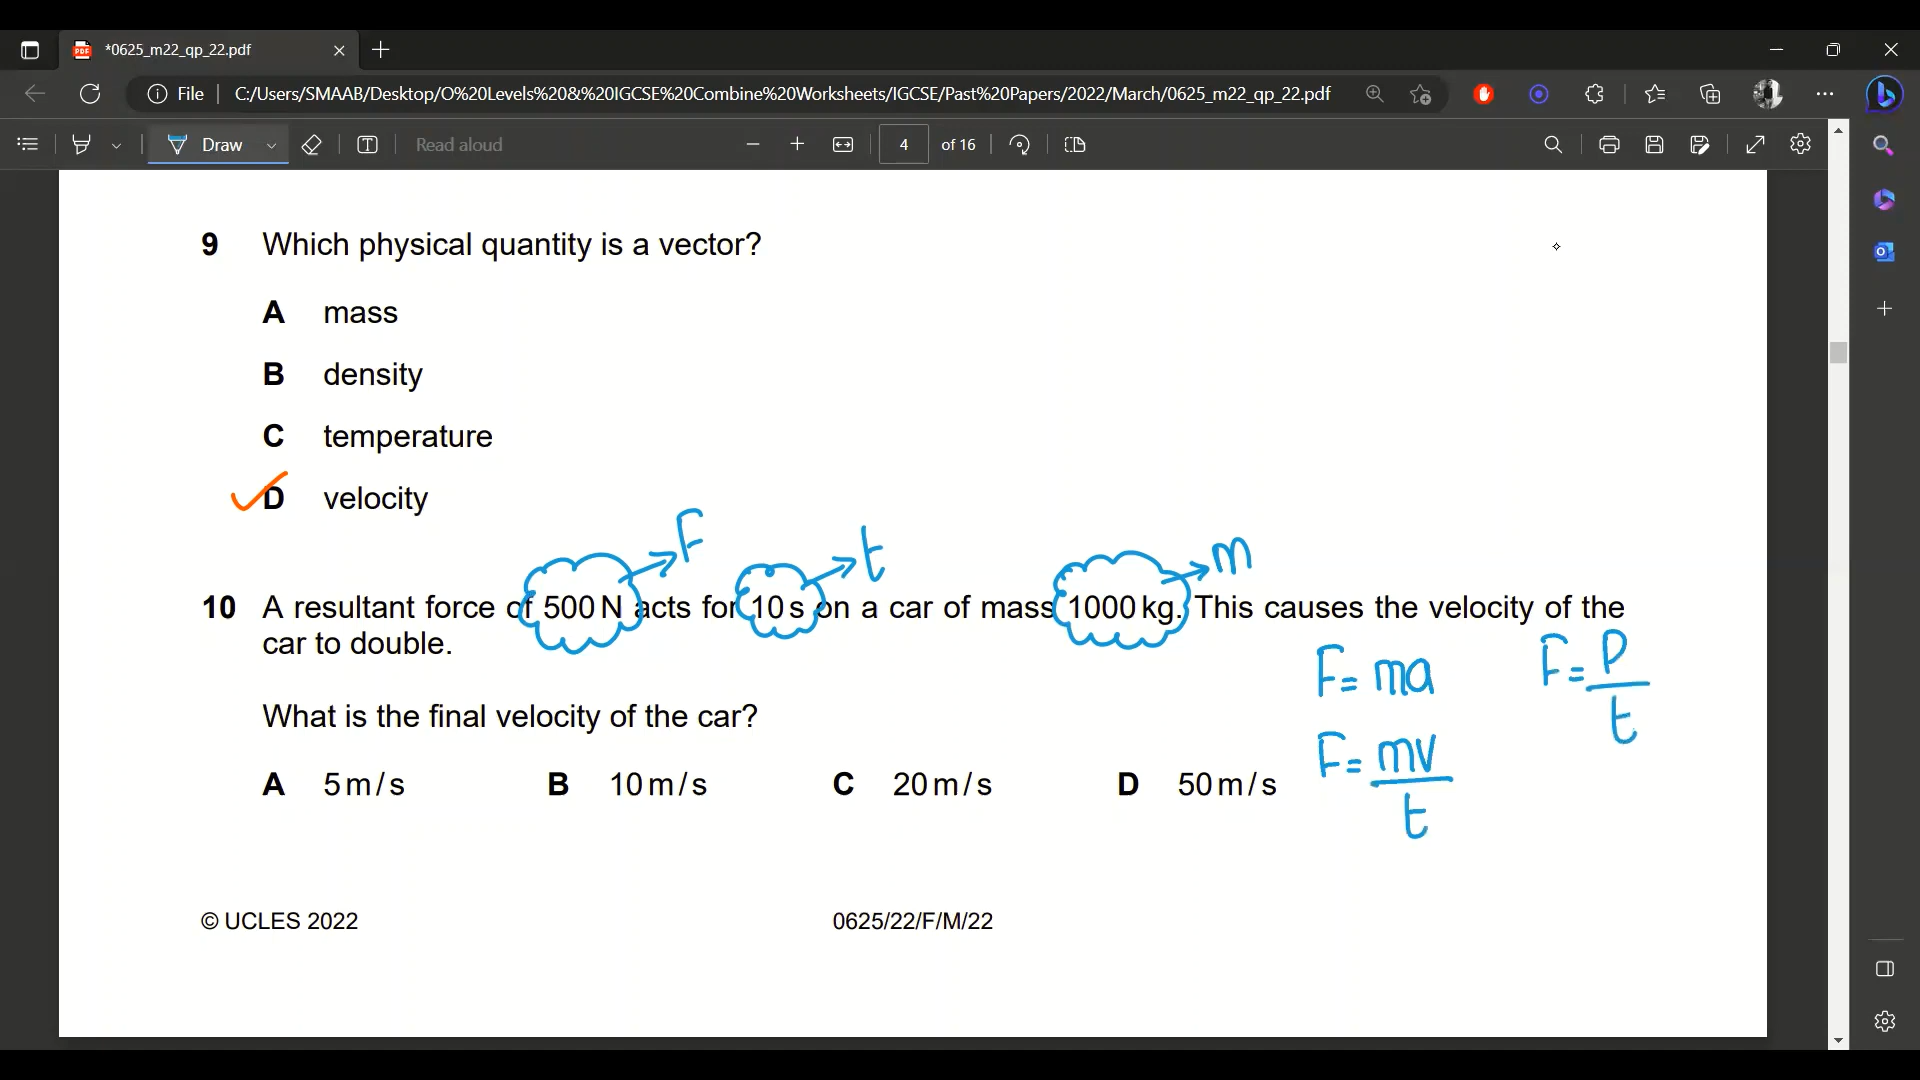 *0625_m22_qp_22.pdf
File C:/Users/SMAAB/Desktop/O%20Levels%20&%20IGCSE%20Combine%20Worksheets/IGCSE/Past%20Papers/2022/March/0625_m22_qp_22.pdf
Draw Read aloud 4 of 16
9 Which physical quantity is a vector?
A mass
B density
C temperature
D velocity
F t m
10 A resultant force of 500 N acts for 10 s on a car of mass 1000 kg. This causes the velocity of the
car to double.
F = ma F = P/t
What is the final velocity of the car?
F = mv/t
A 5 m / s B 10 m / s C 20 m / s D 50 m / s
© UCLES 2022 0625/22/F/M/22